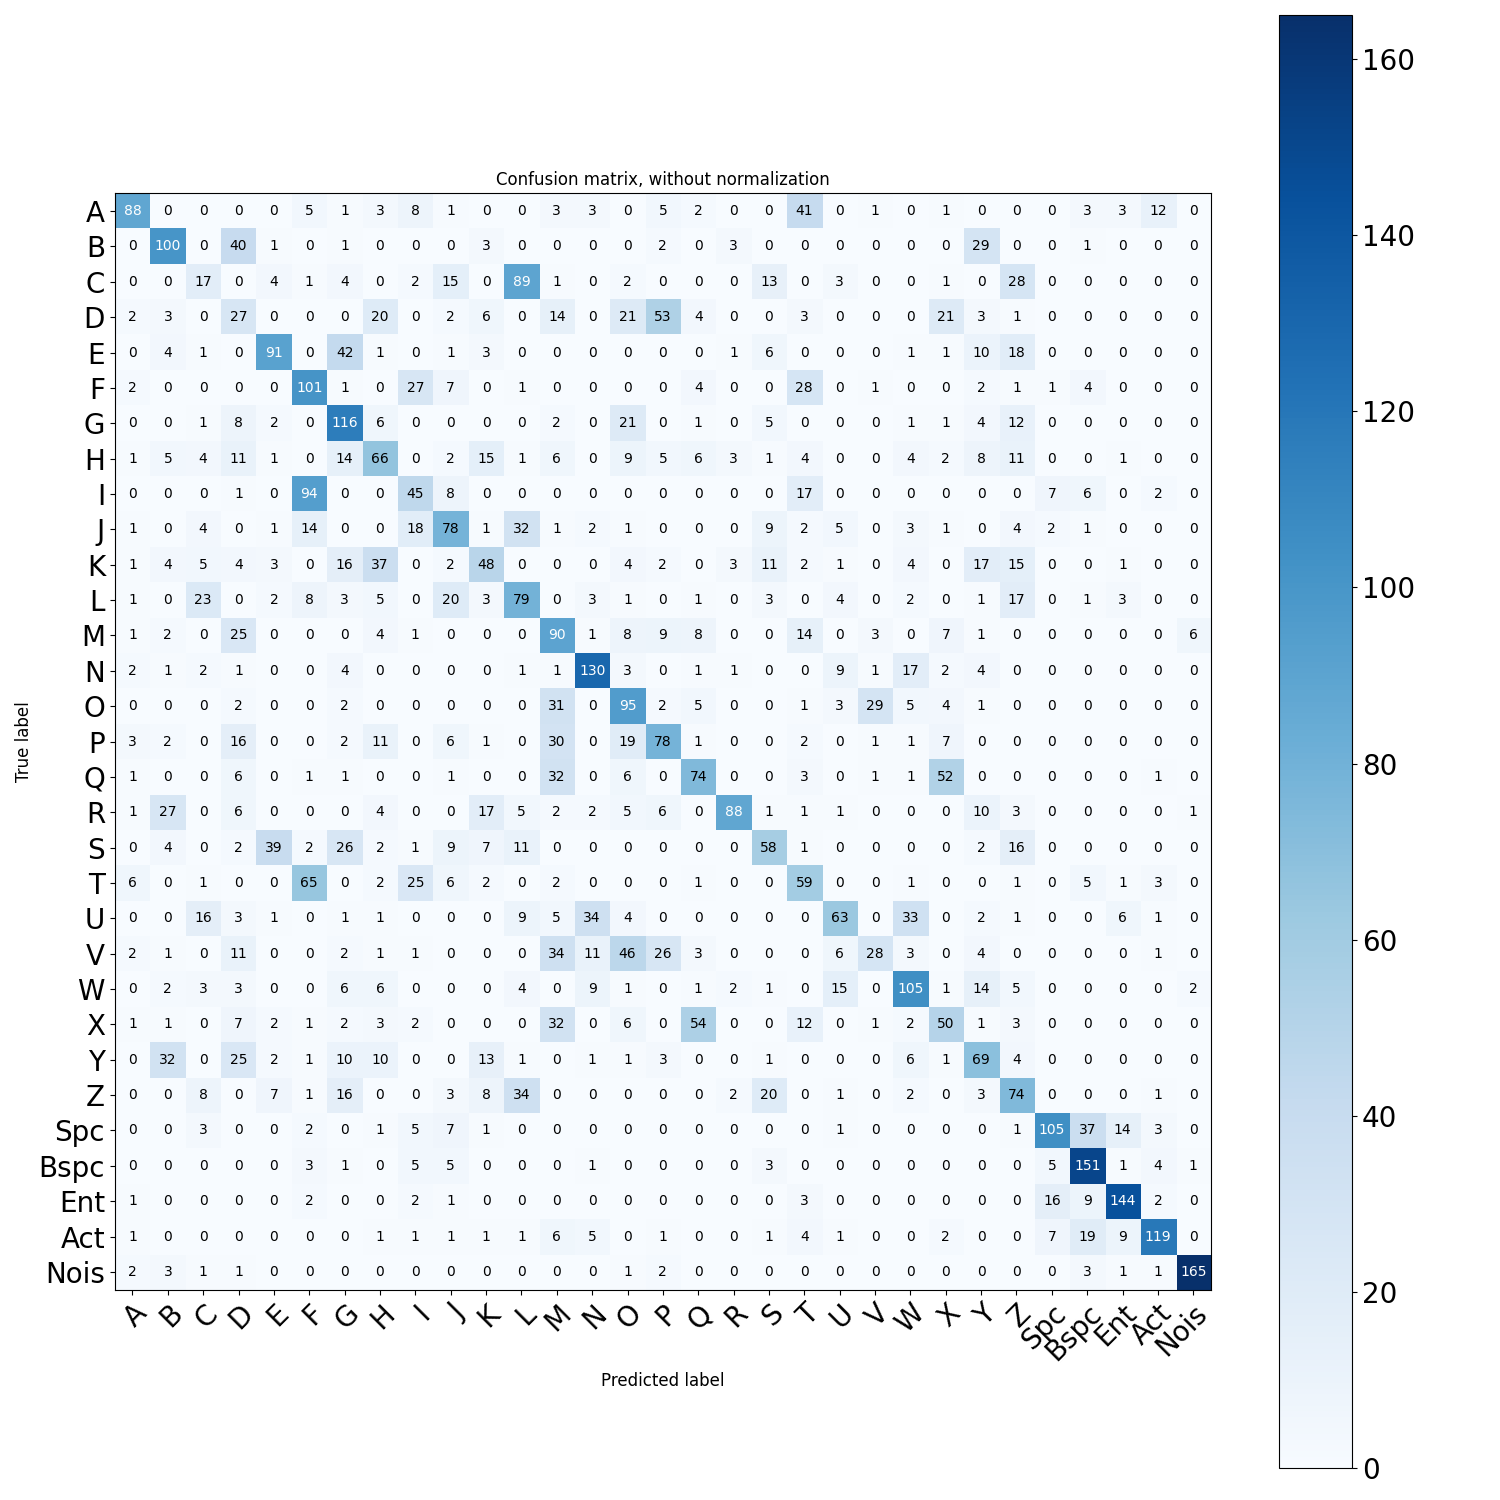 Confusion matrix, without normalization
A 88 0 0 0 0 5 1 3 8 1 0 0 3 3 0 5 2 0 0 41 0 1 0 1 0 0 0 3 3 12 0
B 0 100 0 40 1 0 1 0 0 0 3 0 0 0 0 2 0 3 0 0 0 0 0 0 29 0 0 1 0 0 0
C 0 0 17 0 4 1 4 0 2 15 0 89 1 0 2 0 0 0 13 0 3 0 0 1 0 28 0 0 0 0 0
D 2 3 0 27 0 0 0 20 0 2 6 0 14 0 21 53 4 0 0 3 0 0 0 21 3 1 0 0 0 0 0
E 0 4 1 0 91 0 42 1 0 1 3 0 0 0 0 0 0 1 6 0 0 0 1 1 10 18 0 0 0 0 0
F 2 0 0 0 0 101 1 0 27 7 0 1 0 0 0 0 4 0 0 28 0 1 0 0 2 1 1 4 0 0 0
G 0 0 1 8 2 0 116 6 0 0 0 0 2 0 21 0 1 0 5 0 0 0 1 1 4 12 0 0 0 0 0
H 1 5 4 11 1 0 14 66 0 2 15 1 6 0 9 5 6 3 1 4 0 0 4 2 8 11 0 0 1 0 0
I 0 0 0 1 0 94 0 0 45 8 0 0 0 0 0 0 0 0 0 17 0 0 0 0 0 0 7 6 0 2 0
J 1 0 4 0 1 14 0 0 18 78 1 32 1 2 1 0 0 0 9 2 5 0 3 1 0 4 2 1 0 0 0
K 1 4 5 4 3 0 16 37 0 2 48 0 0 0 4 2 0 3 11 2 1 0 4 0 17 15 0 0 1 0 0
L 1 0 23 0 2 8 3 5 0 20 3 79 0 3 1 0 1 0 3 0 4 0 2 0 1 17 0 1 3 0 0
M 1 2 0 25 0 0 0 4 1 0 0 0 90 1 8 9 8 0 0 14 0 3 0 7 1 0 0 0 0 0 6
N 2 1 2 1 0 0 4 0 0 0 0 1 1 130 3 0 1 1 0 0 9 1 17 2 4 0 0 0 0 0 0
O 0 0 0 2 0 0 2 0 0 0 0 0 31 0 95 2 5 0 0 1 3 29 5 4 1 0 0 0 0 0 0
P 3 2 0 16 0 0 2 11 0 6 1 0 30 0 19 78 1 0 0 2 0 1 1 7 0 0 0 0 0 0 0
Q 1 0 0 6 0 1 1 0 0 1 0 0 32 0 6 0 74 0 0 3 0 1 1 52 0 0 0 0 0 1 0
R 1 27 0 6 0 0 0 4 0 0 17 5 2 2 5 6 0 88 1 1 1 0 0 0 10 3 0 0 0 0 1
S 0 4 0 2 39 2 26 2 1 9 7 11 0 0 0 0 0 0 58 1 0 0 0 0 2 16 0 0 0 0 0
T 6 0 1 0 0 65 0 2 25 6 2 0 2 0 0 0 1 0 0 59 0 0 1 0 0 1 0 5 1 3 0
U 0 0 16 3 1 0 1 1 0 0 0 9 5 34 4 0 0 0 0 0 63 0 33 0 2 1 0 0 6 1 0
V 2 1 0 11 0 0 2 1 1 0 0 0 34 11 46 26 3 0 0 0 6 28 3 0 4 0 0 0 0 1 0
W 0 2 3 3 0 0 6 6 0 0 0 4 0 9 1 0 1 2 1 0 15 0 105 1 14 5 0 0 0 0 2
X 1 1 0 7 2 1 2 3 2 0 0 0 32 0 6 0 54 0 0 12 0 1 2 50 1 3 0 0 0 0 0
Y 0 32 0 25 2 1 10 10 0 0 13 1 0 1 1 3 0 0 1 0 0 0 6 1 69 4 0 0 0 0 0
Z 0 0 8 0 7 1 16 0 0 3 8 34 0 0 0 0 0 2 20 0 1 0 2 0 3 74 0 0 0 1 0
Spc 0 0 3 0 0 2 0 1 5 7 1 0 0 0 0 0 0 0 0 0 1 0 0 0 0 1 105 37 14 3 0
Bspc 0 0 0 0 0 3 1 0 5 5 0 0 0 1 0 0 0 0 3 0 0 0 0 0 0 0 5 151 1 4 1
Ent 1 0 0 0 0 2 0 0 2 1 0 0 0 0 0 0 0 0 0 3 0 0 0 0 0 0 16 9 144 2 0
Act 1 0 0 0 0 0 0 1 1 1 1 1 6 5 0 1 0 0 1 4 1 0 0 2 0 0 7 19 9 119 0
Nois 2 3 1 1 0 0 0 0 0 0 0 0 0 0 1 2 0 0 0 0 0 0 0 0 0 0 0 3 1 1 165
A B C D E F G H I J K L M N O P Q R S T U V W X Y Z Spc Bspc Ent Act Nois
Predicted label
True label
160
140
120
100
80
60
40
20
0